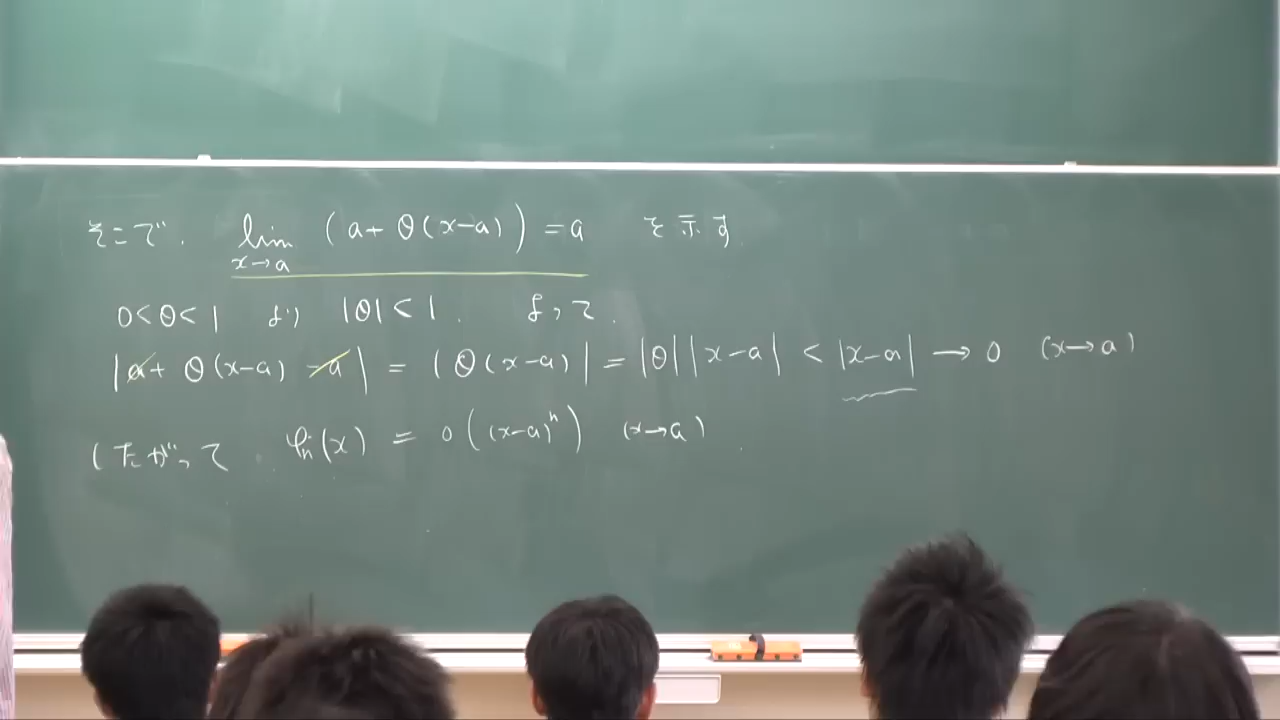 そこで. lim_{x→a} (a+θ(x-a)) = a を示す.
0<θ<1 より |θ|<1. よって.
|a+θ(x-a)-a| = |θ(x-a)| = |θ||x-a| < |x-a| → 0 (x→a)
したがって. φ_n(x) = o((x-a)^n) (x→a)